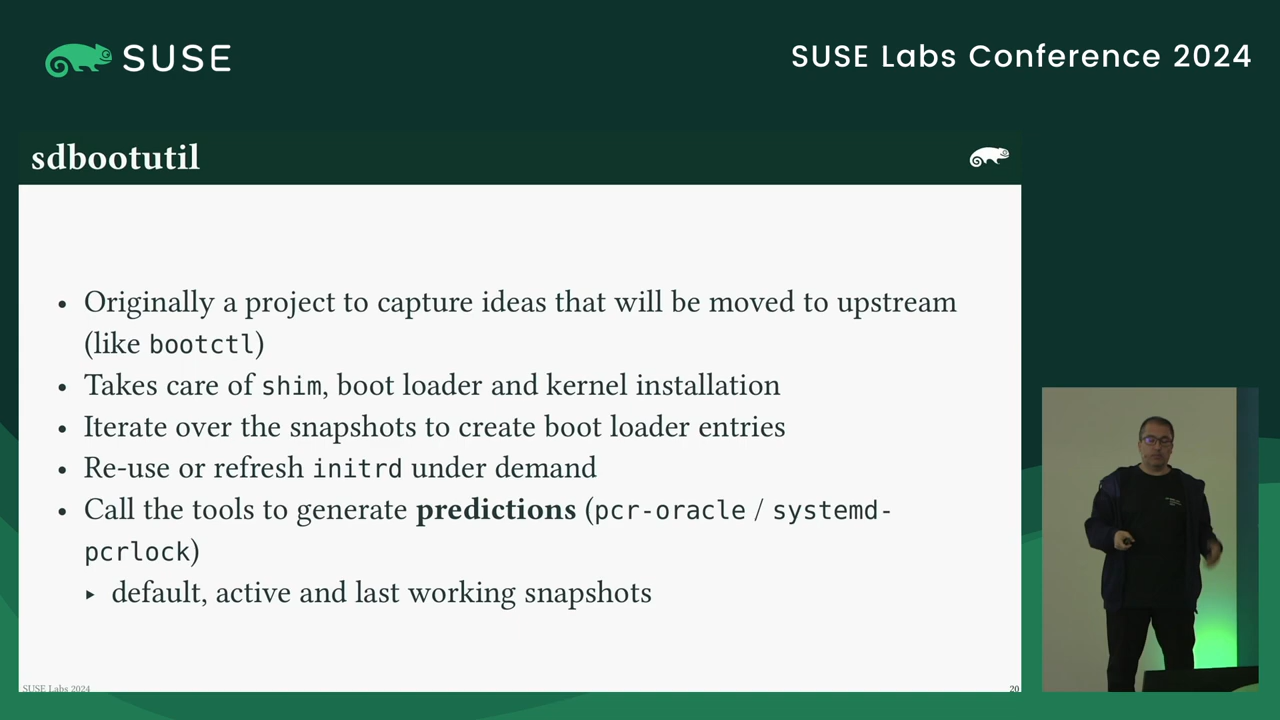 SUSE
SUSE Labs Conference 2024
sdbootutil
• Originally a project to capture ideas that will be moved to upstream
(like bootctl)
• Takes care of shim, boot loader and kernel installation
• Iterate over the snapshots to create boot loader entries
• Re-use or refresh initrd under demand
• Call the tools to generate predictions (pcr-oracle / systemd-
pcrlock)
‣ default, active and last working snapshots
SUSE Labs 2024
20